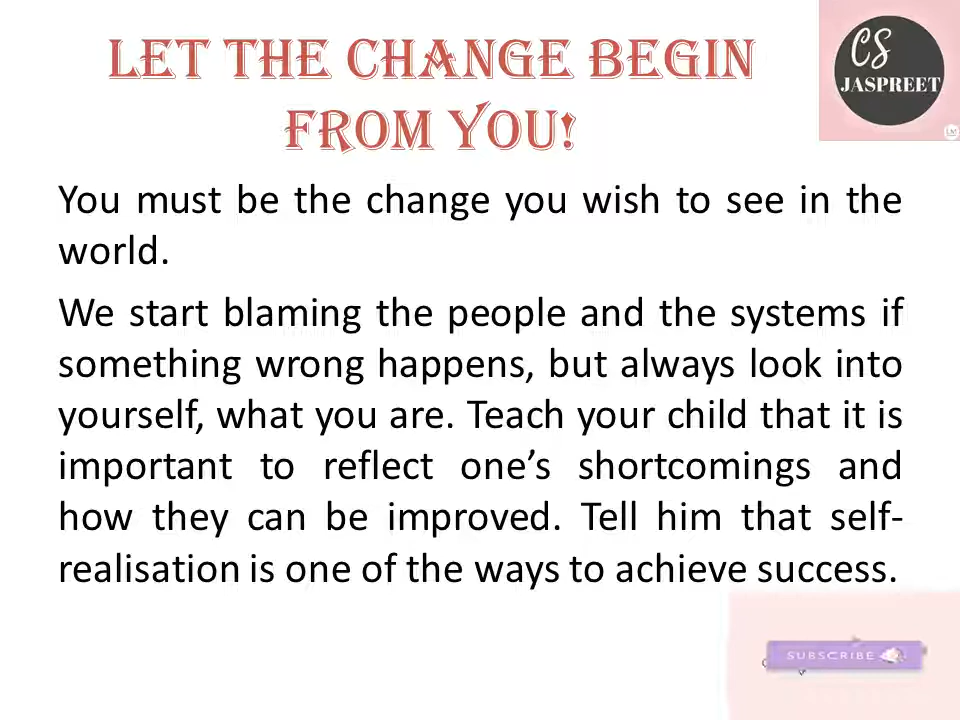 LET THE CHANGE BEGIN
FROM YOU!
CS
JASPREET
You must be the change you wish to see in the
world.
We start blaming the people and the systems if
something wrong happens, but always look into
yourself, what you are. Teach your child that it is
important to reflect one’s shortcomings and
how they can be improved. Tell him that self-
realisation is one of the ways to achieve success.
SUBSCRIBE